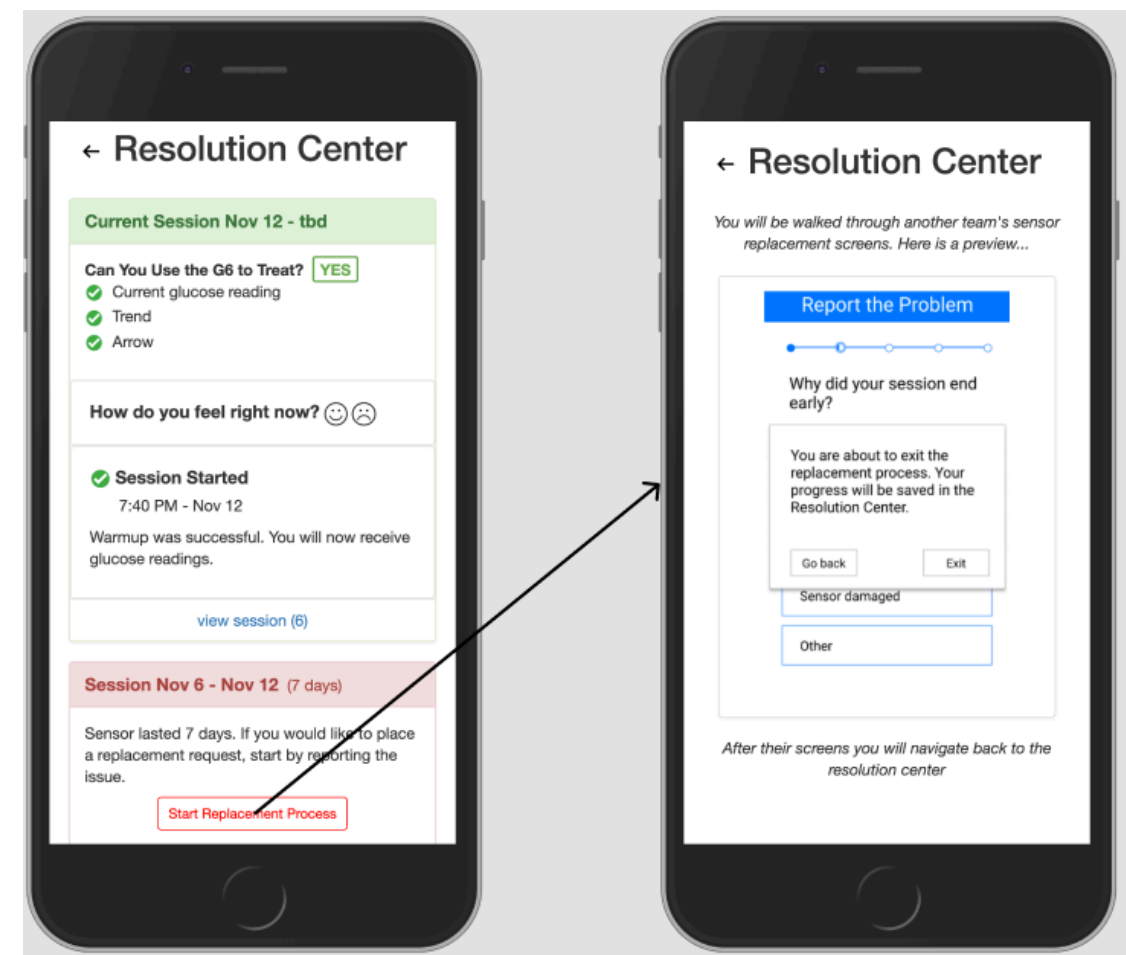 ← Resolution Center
Current Session Nov 12 - tbd
Can You Use the G6 to Treat? YES
Current glucose reading
Trend
Arrow
How do you feel right now?
Session Started
7:40 PM - Nov 12
Warmup was successful. You will now receive
glucose readings.
view session (6)
Session Nov 6 - Nov 12 (7 days)
Sensor lasted 7 days. If you would like to place
a replacement request, start by reporting the
issue.
Start Replacement Process
← Resolution Center
You will be walked through another team's sensor
replacement screens. Here is a preview...
Report the Problem
Why did your session end
early?
You are about to exit the
replacement process. Your
progress will be saved in the
Resolution Center.
Go back Exit
Sensor damaged
Other
After their screens you will navigate back to the
resolution center